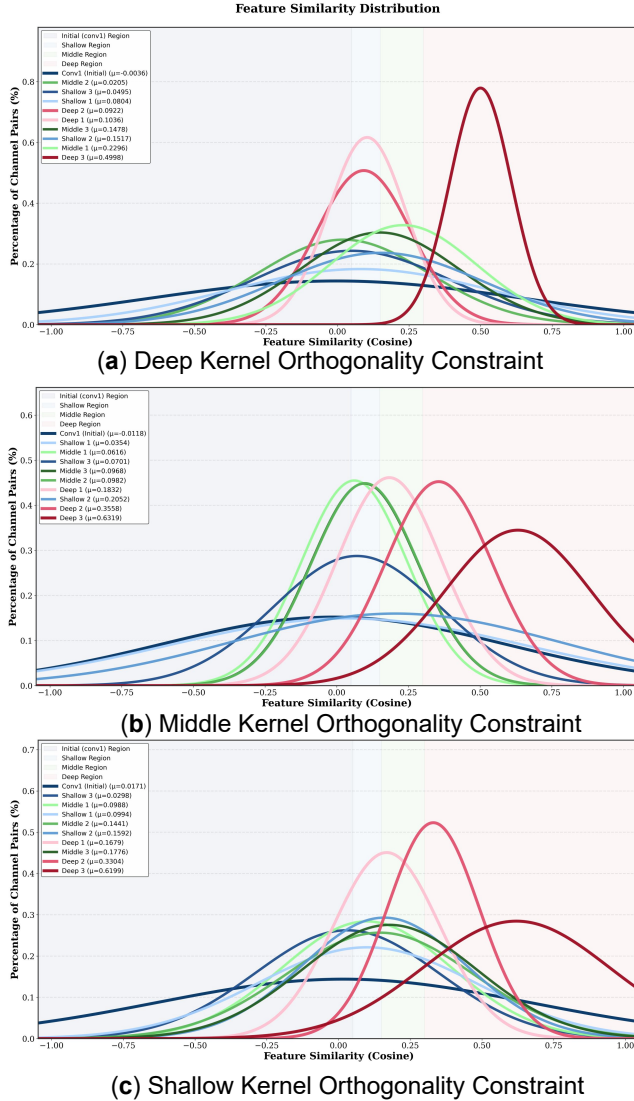 Feature Similarity Distribution
Percentage of Channel Pairs (%)
0.8
0.6
0.4
0.2
0.0
Initial (conv1) Region
Shallow Region
Middle Region
Deep Region
Conv1 (Initial) (μ=-0.0036)
Middle 2 (μ=0.0205)
Shallow 3 (μ=0.0495)
Shallow 1 (μ=0.0804)
Deep 2 (μ=0.0922)
Deep 1 (μ=0.1036)
Middle 3 (μ=0.1478)
Shallow 2 (μ=0.1517)
Middle 1 (μ=0.2296)
Deep 3 (μ=0.4998)
−1.00 −0.75 −0.50 −0.25 0.00 0.25 0.50 0.75 1.00
Feature Similarity (Cosine)
(a) Deep Kernel Orthogonality Constraint
Percentage of Channel Pairs (%)
0.6
0.5
0.4
0.3
0.2
0.1
0.0
Initial (conv1) Region
Shallow Region
Middle Region
Deep Region
Conv1 (Initial) (μ=-0.0118)
Shallow 1 (μ=0.0354)
Middle 1 (μ=0.0616)
Shallow 3 (μ=0.0701)
Middle 3 (μ=0.0968)
Middle 2 (μ=0.0982)
Deep 1 (μ=0.1832)
Shallow 2 (μ=0.2052)
Deep 2 (μ=0.3558)
Deep 3 (μ=0.6319)
−1.00 −0.75 −0.50 −0.25 0.00 0.25 0.50 0.75 1.00
Feature Similarity (Cosine)
(b) Middle Kernel Orthogonality Constraint
Percentage of Channel Pairs (%)
0.7
0.6
0.5
0.4
0.3
0.2
0.1
0.0
Initial (conv1) Region
Shallow Region
Middle Region
Deep Region
Conv1 (Initial) (μ=0.0171)
Shallow 3 (μ=0.0298)
Middle 1 (μ=0.0988)
Shallow 1 (μ=0.0994)
Middle 2 (μ=0.1441)
Shallow 2 (μ=0.1592)
Deep 1 (μ=0.1679)
Middle 3 (μ=0.1776)
Deep 2 (μ=0.3304)
Deep 3 (μ=0.6199)
−1.00 −0.75 −0.50 −0.25 0.00 0.25 0.50 0.75 1.00
Feature Similarity (Cosine)
(c) Shallow Kernel Orthogonality Constraint